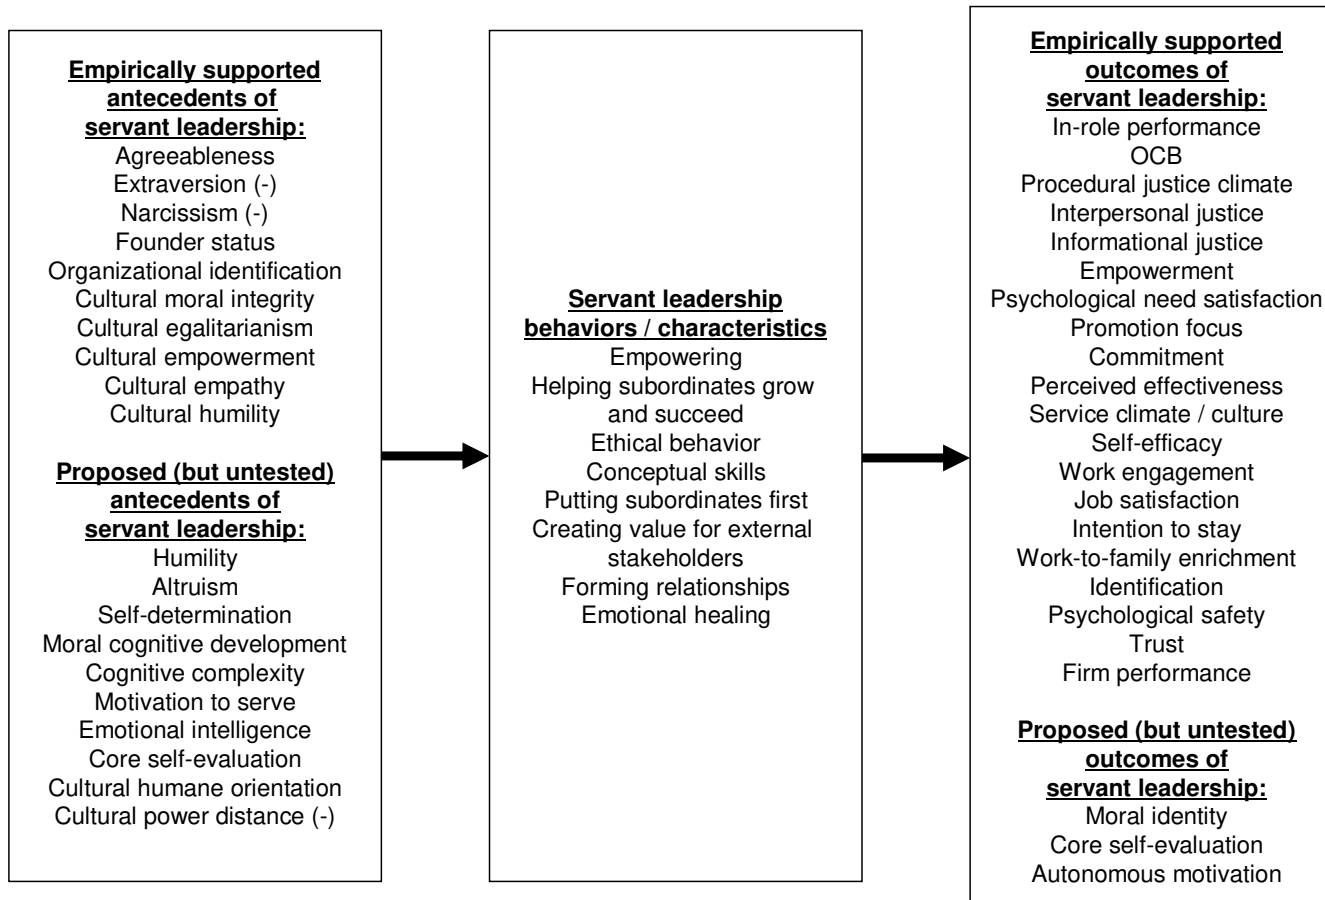 Empirically supported
antecedents of
servant leadership:
Agreeableness
Extraversion (-)
Narcissism (-)
Founder status
Organizational identification
Cultural moral integrity
Cultural egalitarianism
Cultural empowerment
Cultural empathy
Cultural humility
Proposed (but untested)
antecedents of
servant leadership:
Humility
Altruism
Self-determination
Moral cognitive development
Cognitive complexity
Motivation to serve
Emotional intelligence
Core self-evaluation
Cultural humane orientation
Cultural power distance (-)
Servant leadership
behaviors / characteristics
Empowering
Helping subordinates grow
and succeed
Ethical behavior
Conceptual skills
Putting subordinates first
Creating value for external
stakeholders
Forming relationships
Emotional healing
Empirically supported
outcomes of
servant leadership:
In-role performance
OCB
Procedural justice climate
Interpersonal justice
Informational justice
Empowerment
Psychological need satisfaction
Promotion focus
Commitment
Perceived effectiveness
Service climate / culture
Self-efficacy
Work engagement
Job satisfaction
Intention to stay
Work-to-family enrichment
Identification
Psychological safety
Trust
Firm performance
Proposed (but untested)
outcomes of
servant leadership:
Moral identity
Core self-evaluation
Autonomous motivation